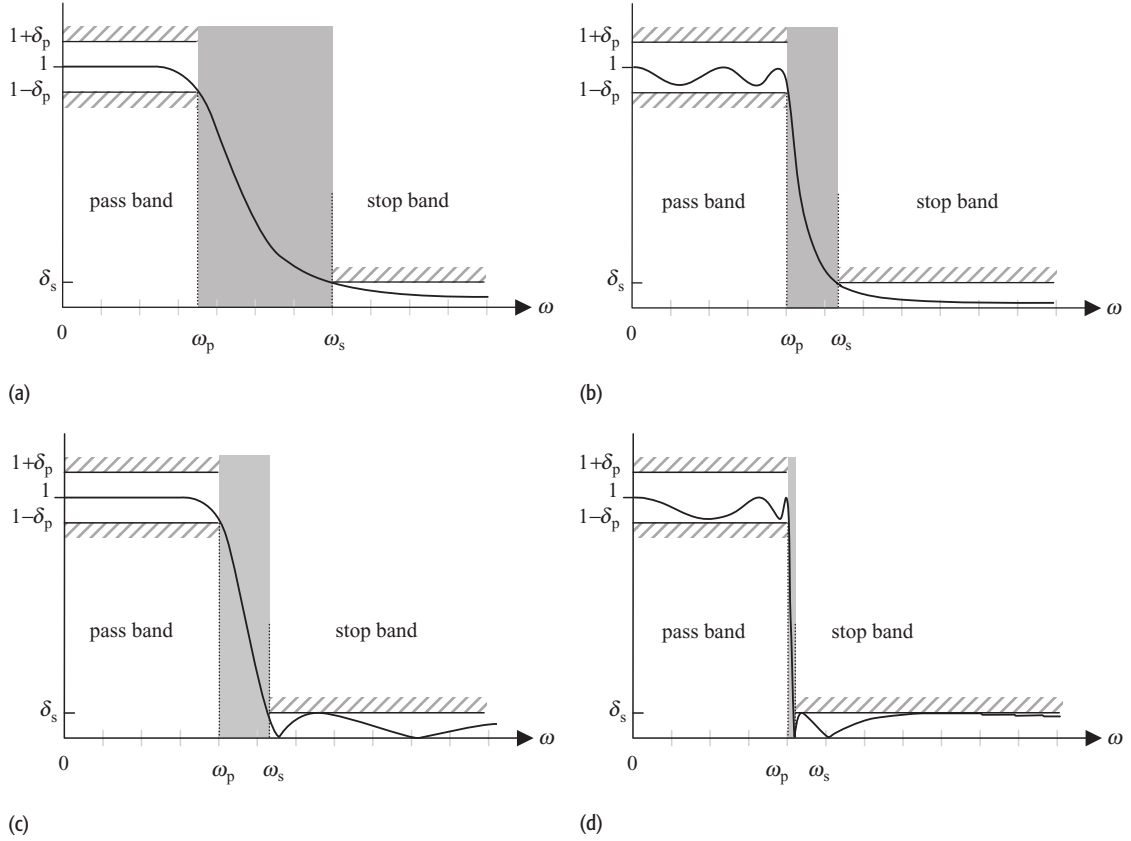 1+δp
1
1−δp
pass band
stop band
δs
ω
0
ωp
ωs
(a)
1+δp
1
1−δp
pass band
stop band
δs
ω
0
ωp
ωs
(b)
1+δp
1
1−δp
pass band
stop band
δs
ω
0
ωp
ωs
(c)
1+δp
1
1−δp
pass band
stop band
δs
ω
0
ωp
ωs
(d)